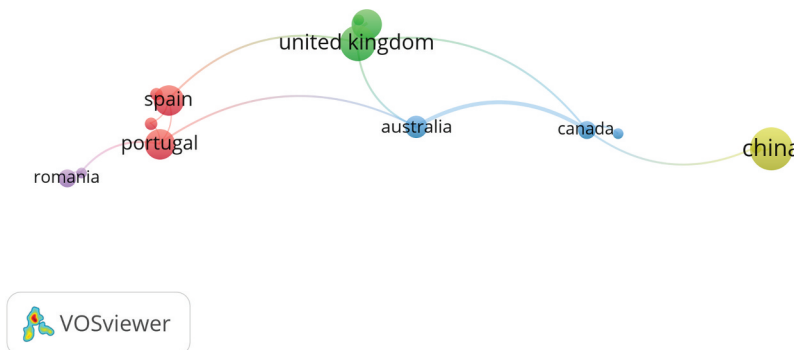 united kingdom
spain
australia
canada
portugal
china
romania
VOSviewer